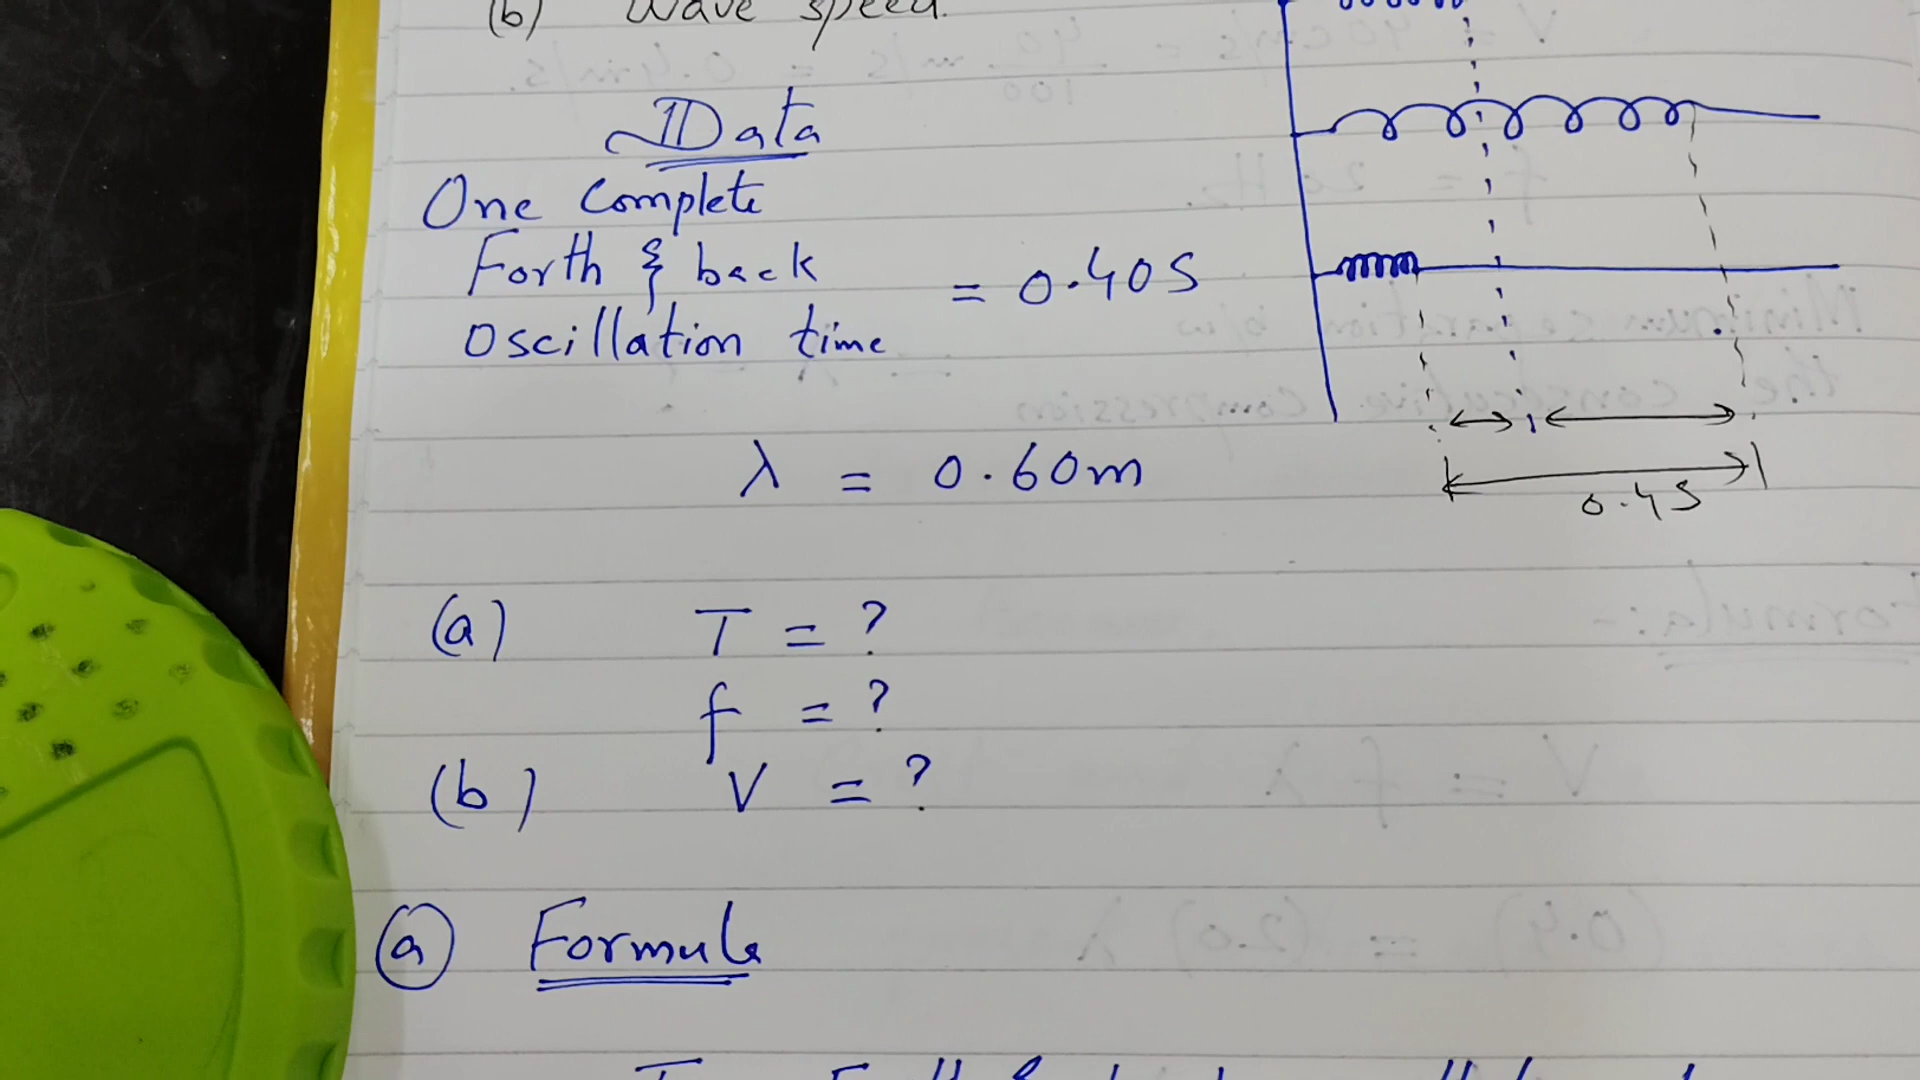 (b) Wave speed.
Data
One Complete
Forth & back
Oscillation time = 0.40S
λ = 0.60m
0.4S
(a) T = ?
f = ?
(b) V = ?
(a) Formula